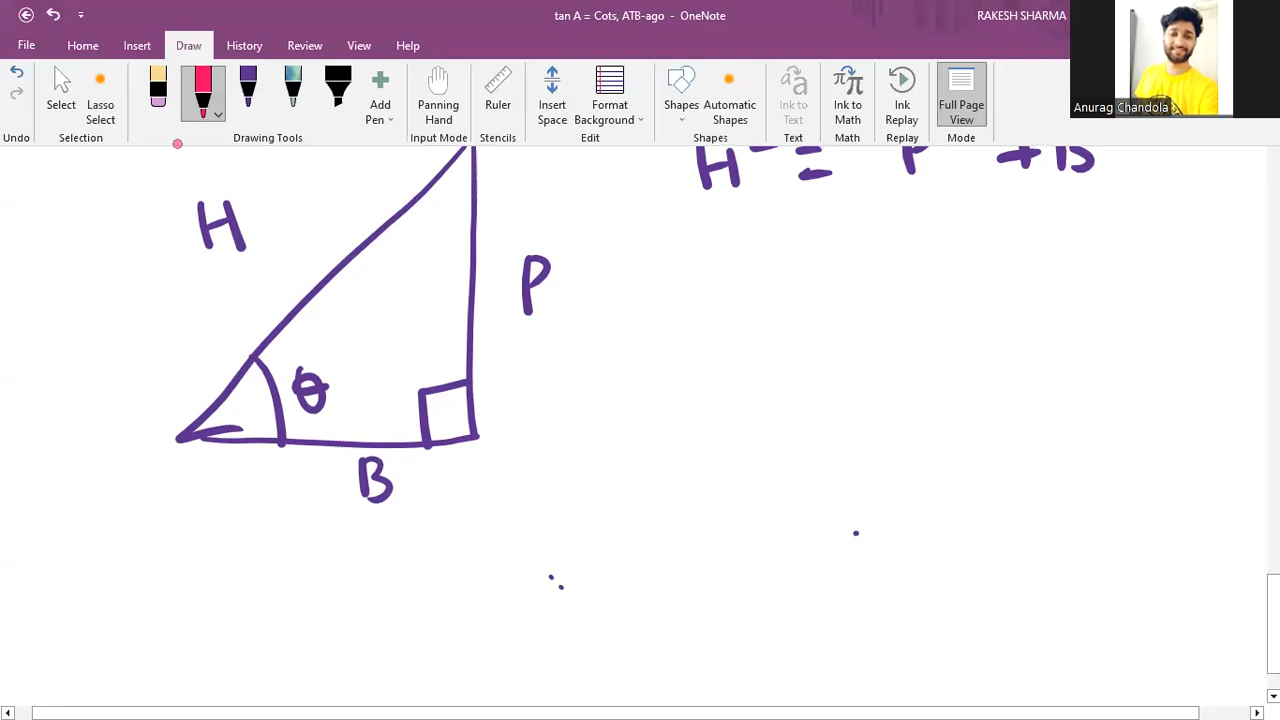 tan A = Cots, ATB-ago - OneNote
RAKESH SHARMA
File Home Insert Draw History Review View Help
Select
Lasso Select
Add Pen
Panning Hand
Ruler
Insert Space
Format Background
Shapes
Automatic Shapes
Ink to Text
Ink to Math
Ink Replay
Full Page View
Anurag Chandola
Undo
Selection
Drawing Tools
Input Mode
Stencils
Edit
Shapes
Text
Math
Replay
Mode
H = P + B
H
P
θ
B